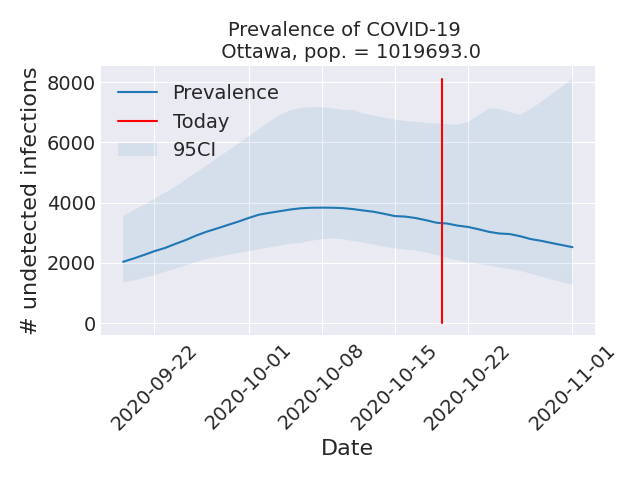 Prevalence of COVID-19
Ottawa, pop. = 1019693.0
# undetected infections
8000
6000
4000
2000
0
Prevalence
Today
95CI
2020-09-22
2020-10-01
2020-10-08
2020-10-15
2020-10-22
2020-11-01
Date